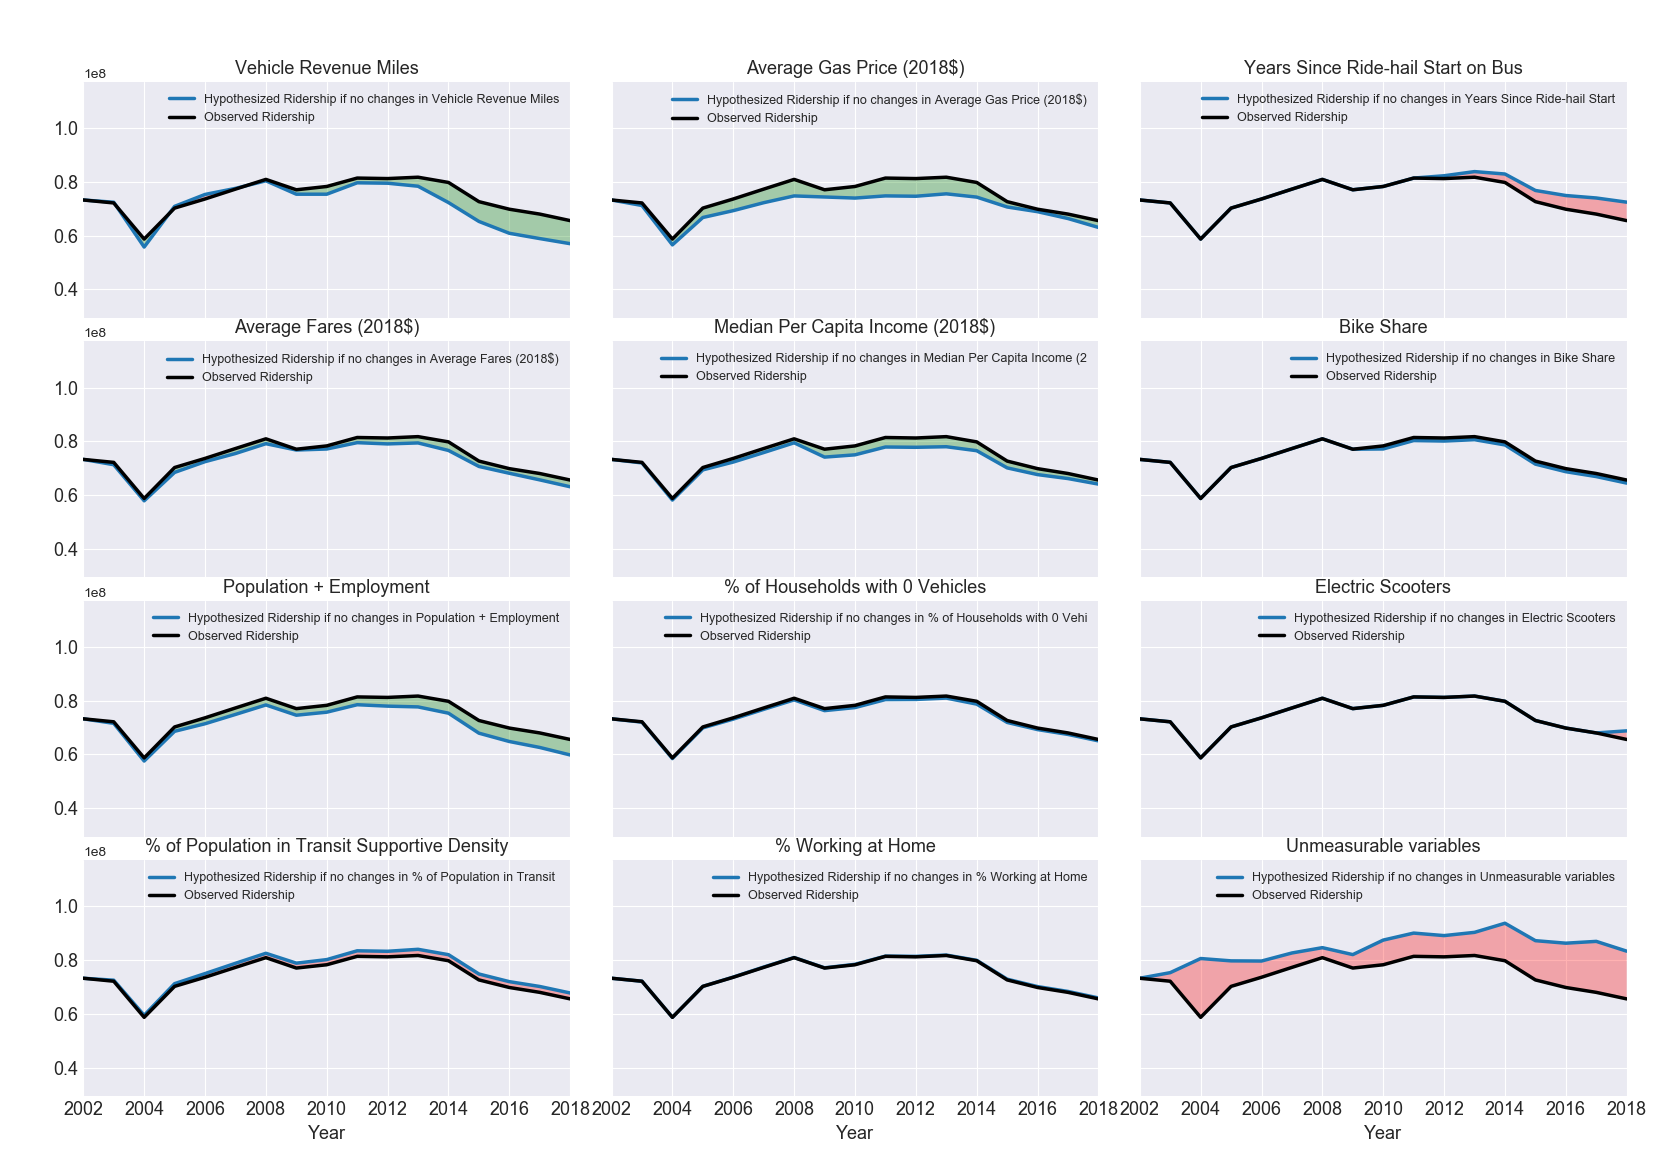 Vehicle Revenue Miles
Average Gas Price (2018$)
Years Since Ride-hail Start on Bus
1e8
Hypothesized Ridership if no changes in Vehicle Revenue Miles
Observed Ridership
Hypothesized Ridership if no changes in Average Gas Price (2018$)
Observed Ridership
Hypothesized Ridership if no changes in Years Since Ride-hail Start
Observed Ridership
1.0
0.8
0.6
0.4
Average Fares (2018$)
Median Per Capita Income (2018$)
Bike Share
1e8
Hypothesized Ridership if no changes in Average Fares (2018$)
Observed Ridership
Hypothesized Ridership if no changes in Median Per Capita Income (2
Observed Ridership
Hypothesized Ridership if no changes in Bike Share
Observed Ridership
1.0
0.8
0.6
0.4
Population + Employment
% of Households with 0 Vehicles
Electric Scooters
1e8
Hypothesized Ridership if no changes in Population + Employment
Observed Ridership
Hypothesized Ridership if no changes in % of Households with 0 Vehi
Observed Ridership
Hypothesized Ridership if no changes in Electric Scooters
Observed Ridership
1.0
0.8
0.6
0.4
% of Population in Transit Supportive Density
% Working at Home
Unmeasurable variables
1e8
Hypothesized Ridership if no changes in % of Population in Transit
Observed Ridership
Hypothesized Ridership if no changes in % Working at Home
Observed Ridership
Hypothesized Ridership if no changes in Unmeasurable variables
Observed Ridership
1.0
0.8
0.6
0.4
2002 2004 2006 2008 2010 2012 2014 2016 2018
2002 2004 2006 2008 2010 2012 2014 2016 2018
2002 2004 2006 2008 2010 2012 2014 2016 2018
Year
Year
Year